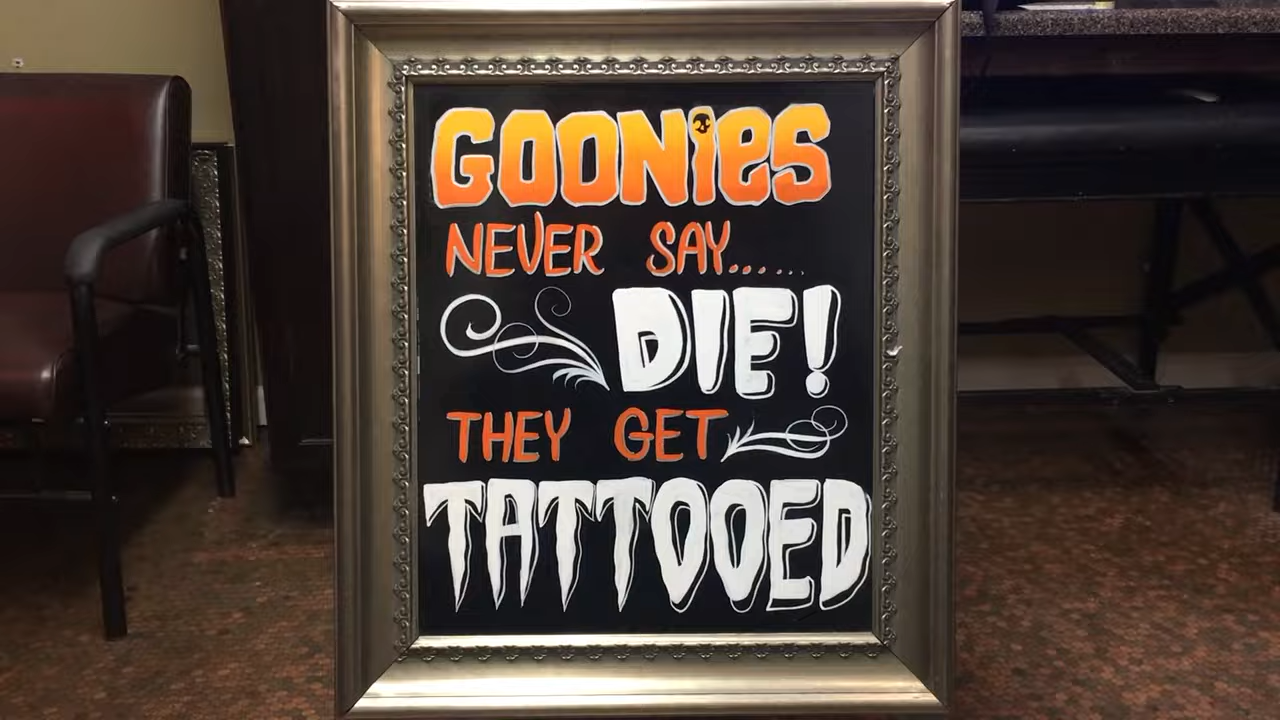 GOONies
NEVER SAY......
DIE!
THEY GET
TATTOOED